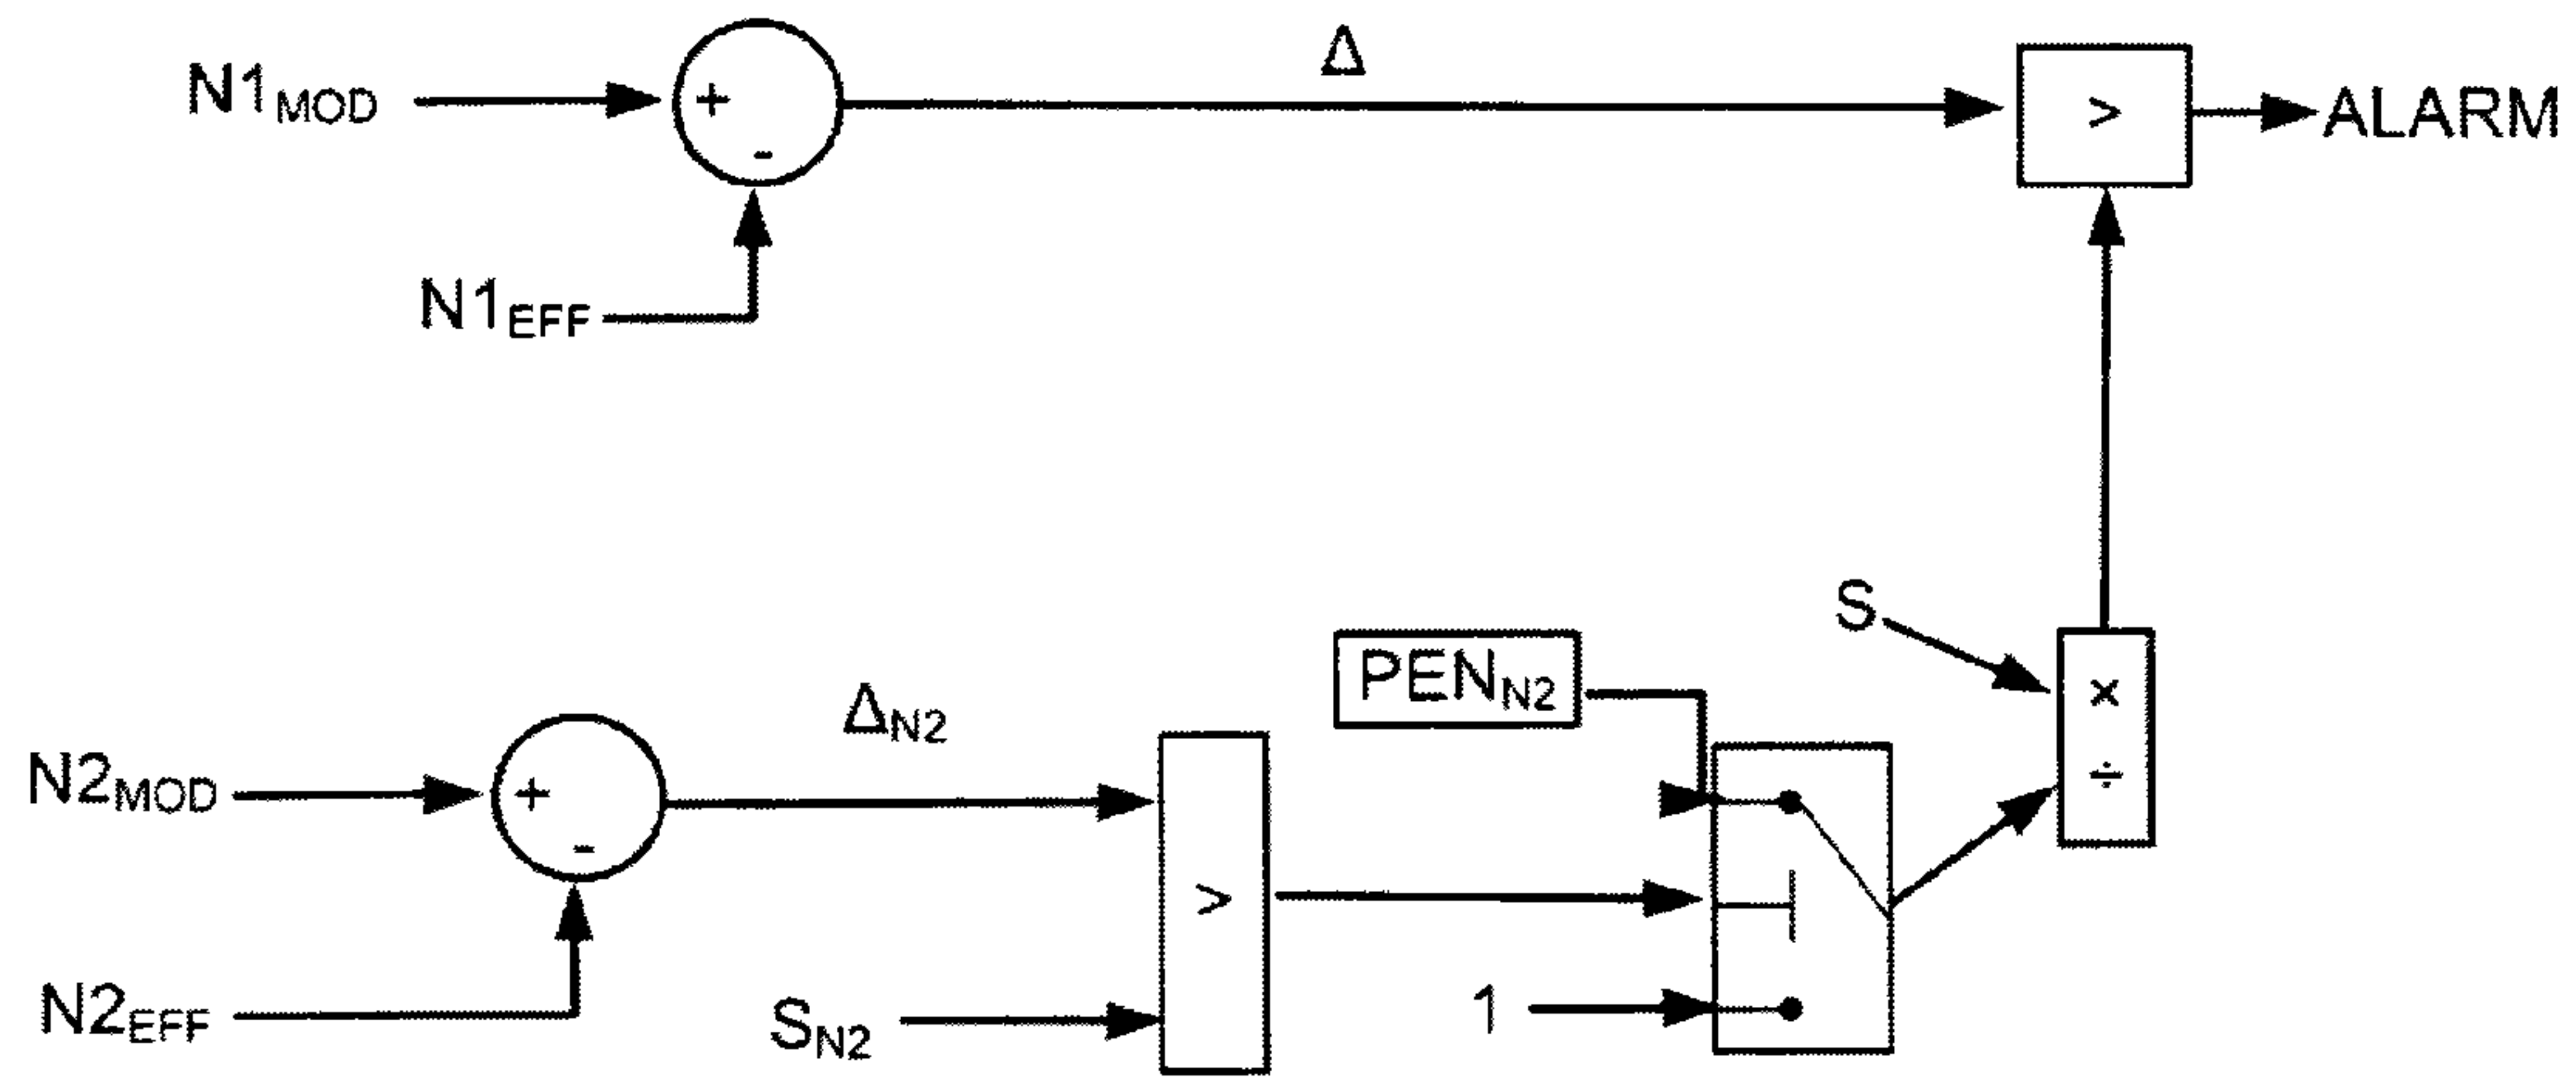 Δ
N1MOD
+
-
>
ALARM
N1EFF
S
PENN2
×
÷
ΔN2
N2MOD
+
-
>
N2EFF
SN2
1